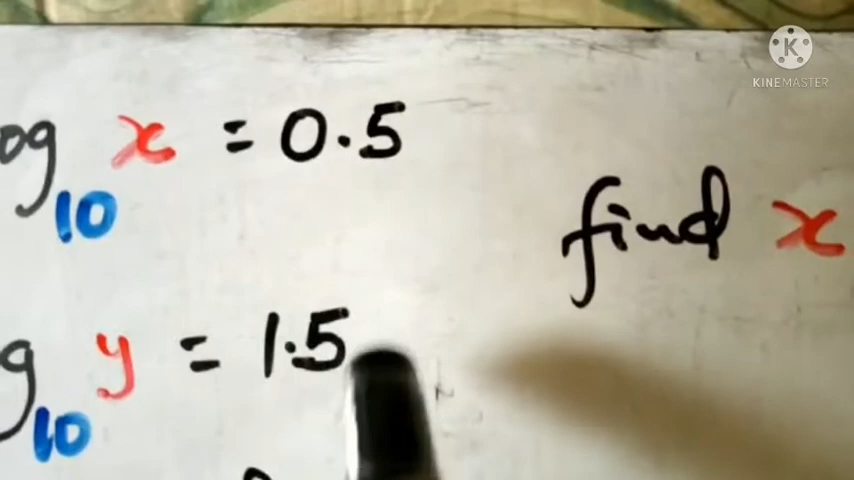 og₁₀ x = 0.5
find x
g₁₀ y = 1.5
K
KINEMASTER